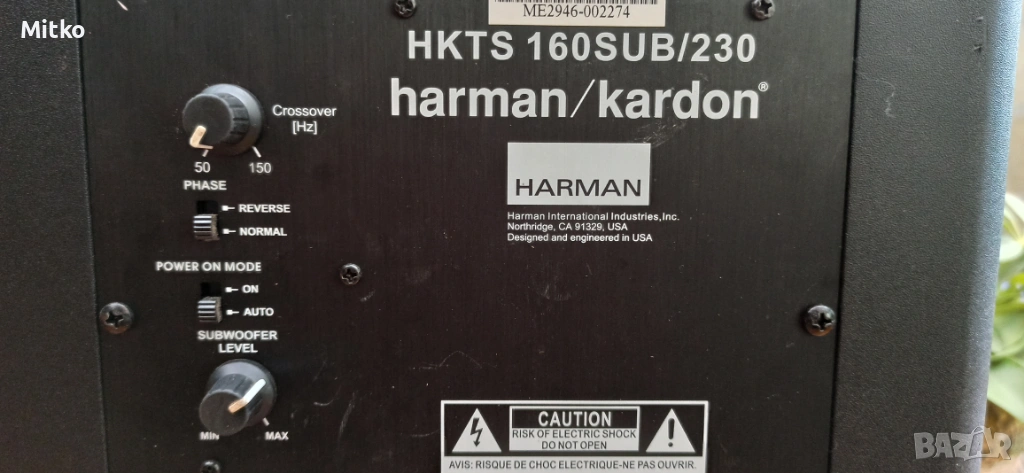 Mitko
ME2946-002274
HKTS 160SUB/230
harman/kardon®
Crossover
[Hz]
50 150
PHASE
REVERSE
NORMAL
POWER ON MODE
ON
AUTO
SUBWOOFER
LEVEL
MIN MAX
HARMAN
Harman International Industries,Inc.
Northridge, CA 91329, USA
Designed and engineered in USA
CAUTION
RISK OF ELECTRIC SHOCK
DO NOT OPEN
AVIS: RISQUE DE CHOC ELECTRIQUE-NE PAS OUVRIR.
BAZAR